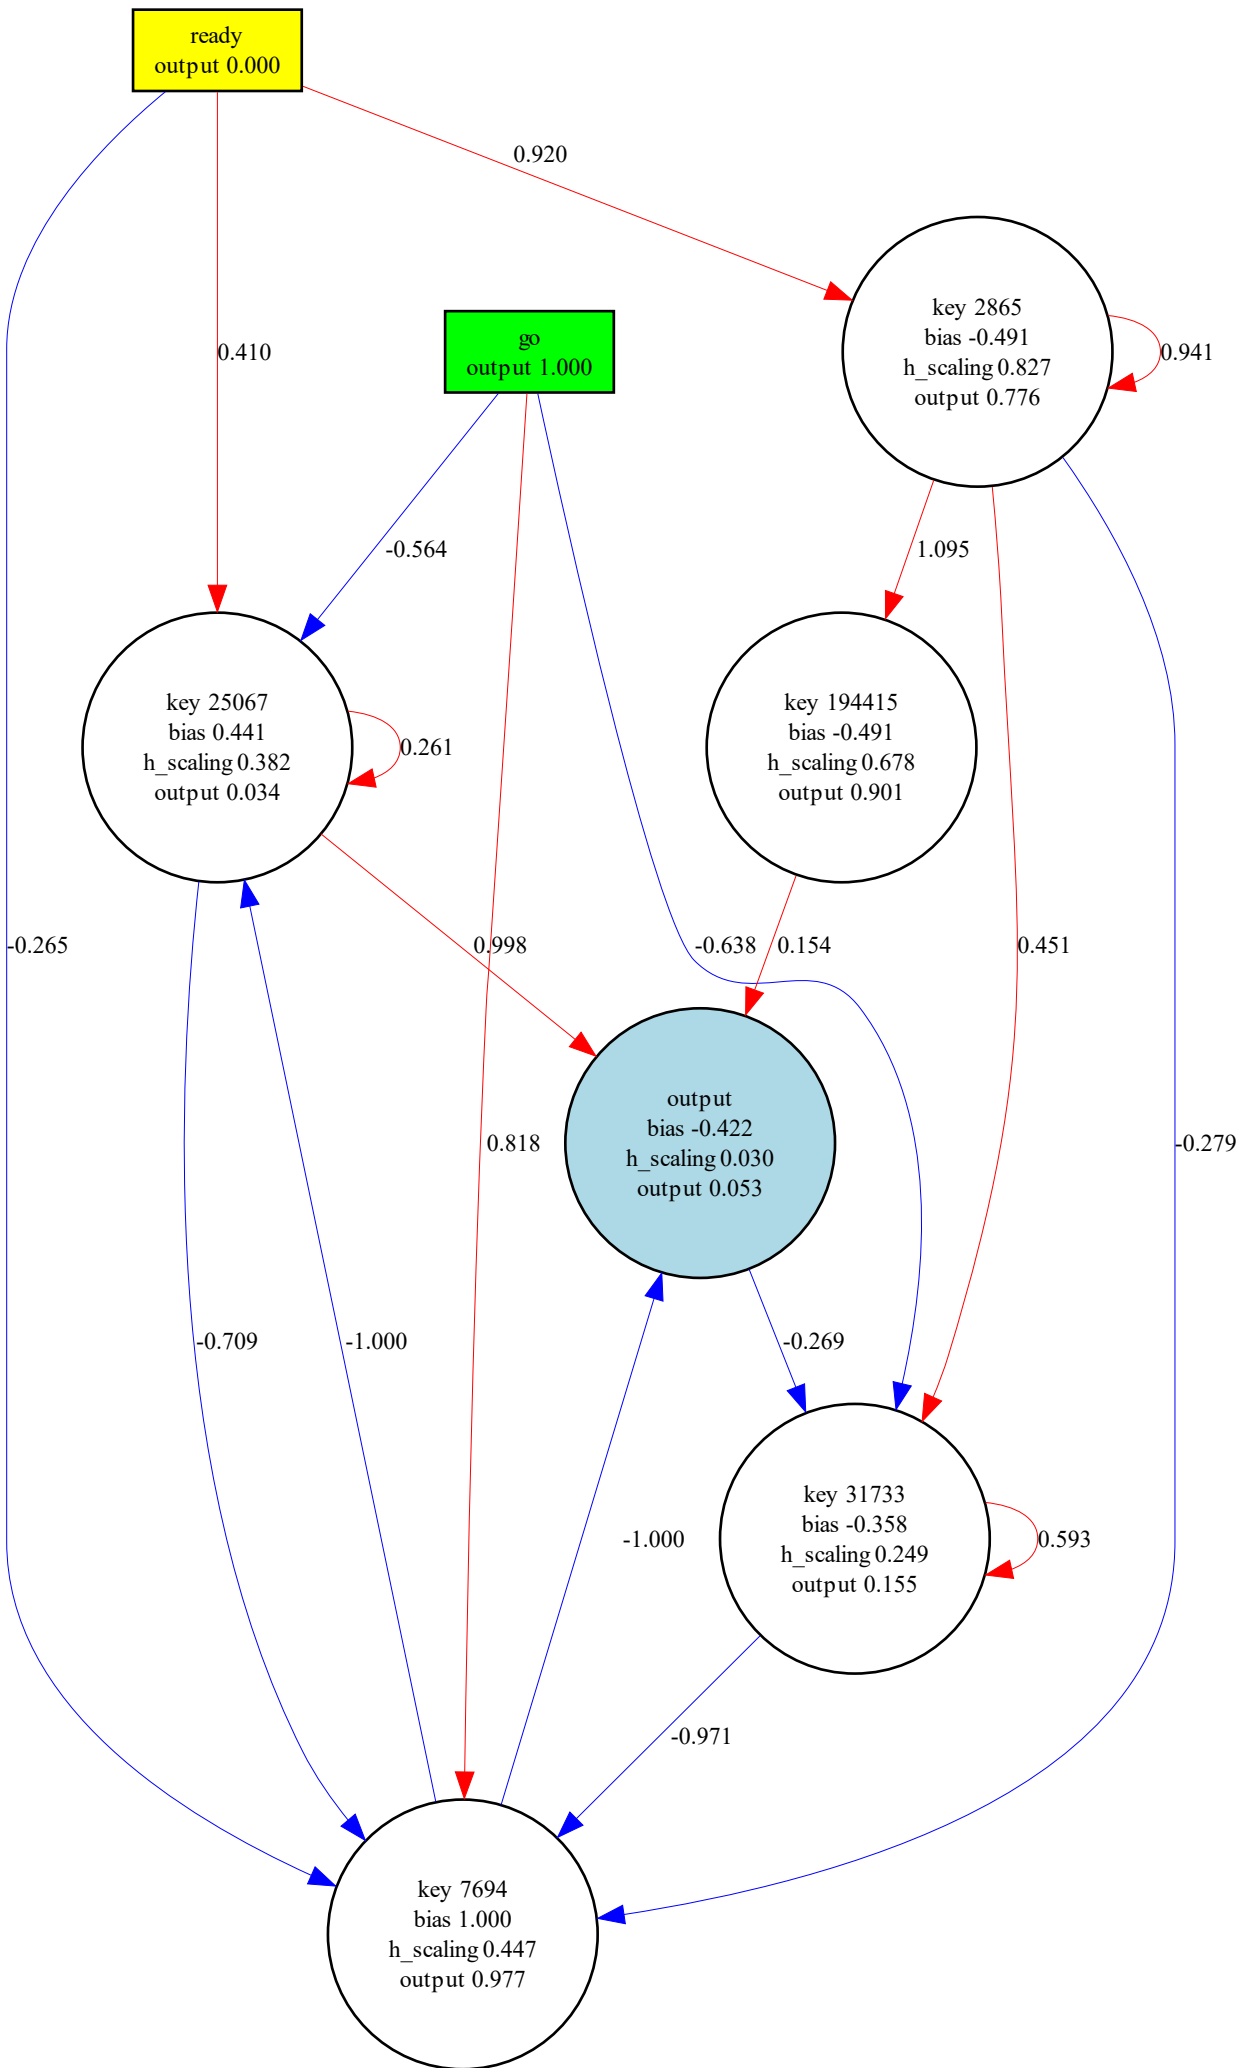 ready
output 0.000
0.920
key 2865
bias -0.491
h_scaling 0.827
output 0.776
0.941
go
output 1.000
0.410
-0.564
1.095
key 25067
bias 0.441
h_scaling 0.382
output 0.034
0.261
key 194415
bias -0.491
h_scaling 0.678
output 0.901
-0.265
0.998
-0.638
0.154
0.451
output
bias -0.422
h_scaling 0.030
output 0.053
0.818
-0.279
-0.709
-1.000
-0.269
key 31733
bias -0.358
h_scaling 0.249
output 0.155
-1.000
0.593
-0.971
key 7694
bias 1.000
h_scaling 0.447
output 0.977